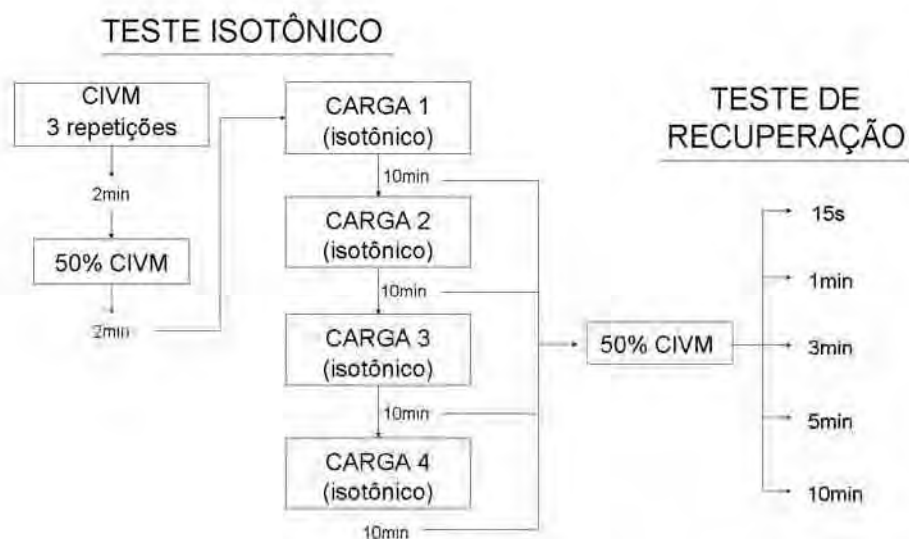 TESTE ISOTÔNICO
CIVM
3 repetições
2min
50% CIVM
2min
CARGA 1
(isotônico)
10min
CARGA 2
(isotônico)
10min
CARGA 3
(isotônico)
10min
CARGA 4
(isotônico)
10min
50% CIVM
TESTE DE
RECUPERAÇÃO
15s
1min
3min
5min
10min